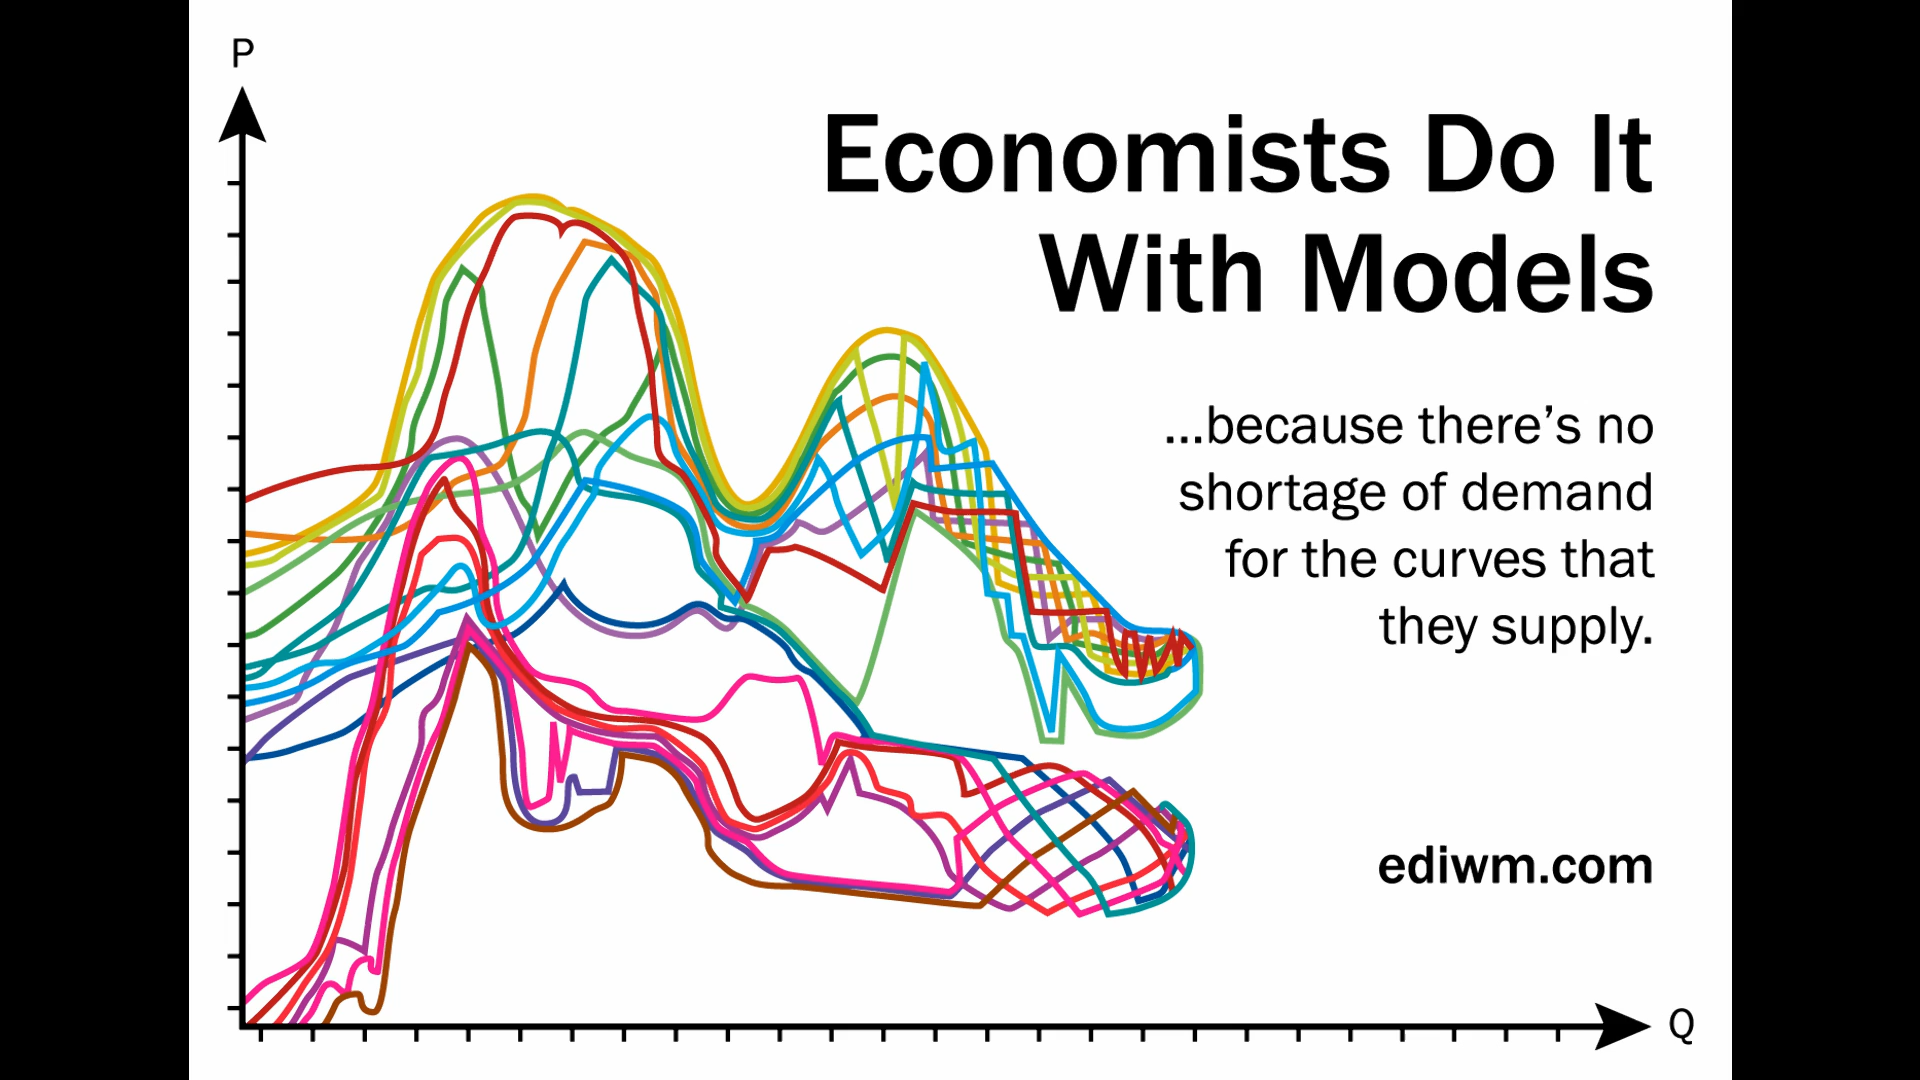 P
Economists Do It
With Models
...because there’s no
shortage of demand
for the curves that
they supply.
ediwm.com
Q